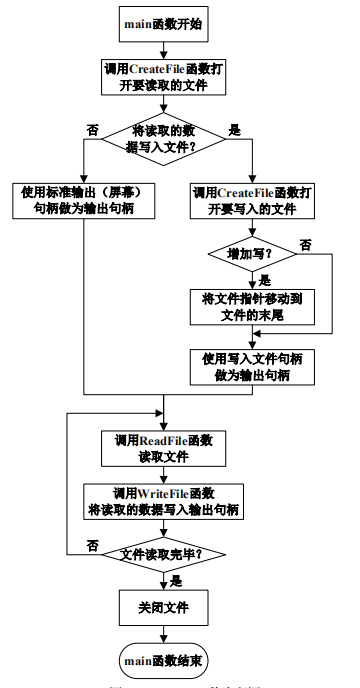 main函数开始
调用CreateFile函数打
开要读取的文件
将读取的数
据写入文件？
否
是
使用标准输出（屏幕）
句柄做为输出句柄
调用CreateFile函数打
开要写入的文件
增加写？
否
是
将文件指针移动到
文件的末尾
使用写入文件句柄
做为输出句柄
调用ReadFile函数
读取文件
调用WriteFile函数
将读取的数据写入输出句柄
文件读取完毕？
否
是
关闭文件
main函数结束